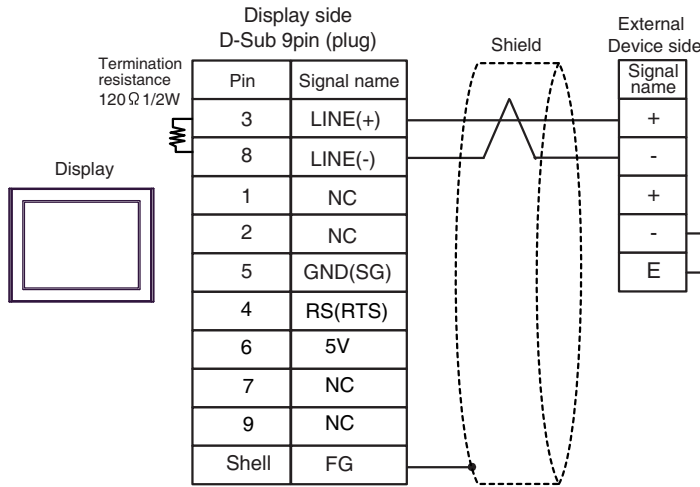 Display side
D-Sub 9pin (plug)
Shield
External
Device side
Termination
resistance
120Ω1/2W
Display
Pin Signal name
3 LINE(+)
8 LINE(-)
1 NC
2 NC
5 GND(SG)
4 RS(RTS)
6 5V
7 NC
9 NC
Shell FG
Signal
name
+
-
+
-
E